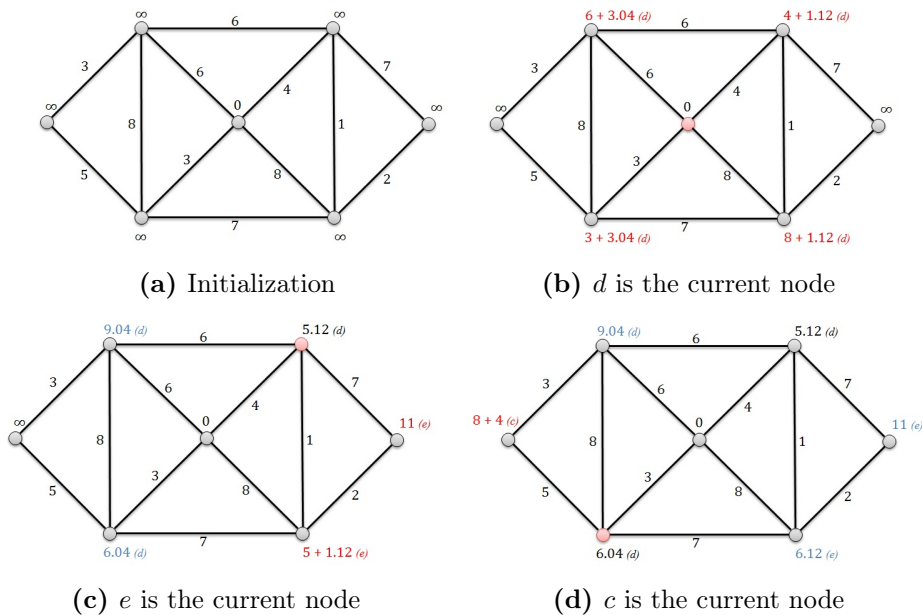 ∞ 6 ∞
3 6 4 7
∞ 0 ∞
8 1
5 3 8 2
7
∞ ∞
(a) Initialization
6 + 3.04 (d) 6 4 + 1.12 (d)
3 6 4 7
∞ 0 ∞
8 1
5 3 8 2
7
3 + 3.04 (d) 8 + 1.12 (d)
(b) d is the current node
9.04 (d) 6 5.12 (d)
3 6 4 7
∞ 0 11 (e)
8 1
5 3 8 2
7
6.04 (d) 5 + 1.12 (e)
(c) e is the current node
9.04 (d) 6 5.12 (d)
3 6 4 7
8 + 4 (c) 0 11 (e)
8 1
5 3 8 2
7
6.04 (d) 6.12 (e)
(d) c is the current node